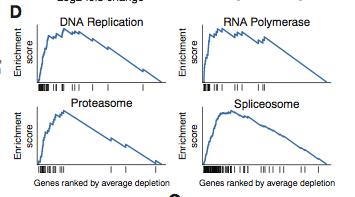 D
DNA Replication
RNA Polymerase
Enrichment
score
Enrichment
score
Proteasome
Spliceosome
Enrichment
score
Enrichment
score
Genes ranked by average depletion
Genes ranked by average depletion